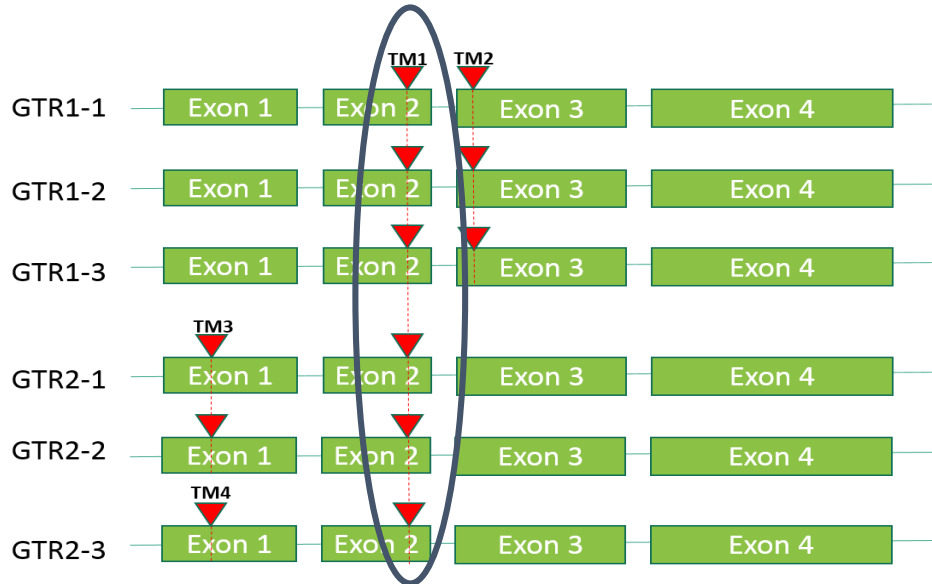 TM1 TM2
GTR1-1 Exon 1 Exon 2 Exon 3 Exon 4
GTR1-2 Exon 1 Exon 2 Exon 3 Exon 4
GTR1-3 Exon 1 Exon 2 Exon 3 Exon 4
TM3
GTR2-1 Exon 1 Exon 2 Exon 3 Exon 4
GTR2-2 Exon 1 Exon 2 Exon 3 Exon 4
TM4
GTR2-3 Exon 1 Exon 2 Exon 3 Exon 4